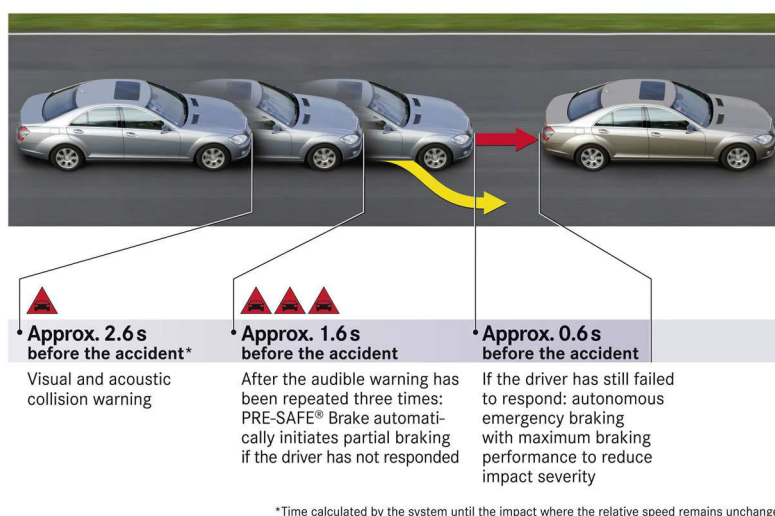 Approx. 2.6 s
before the accident*
Visual and acoustic
collision warning
Approx. 1.6 s
before the accident
After the audible warning has
been repeated three times:
PRE-SAFE® Brake automati-
cally initiates partial braking
if the driver has not responded
Approx. 0.6 s
before the accident
If the driver has still failed
to respond: autonomous
emergency braking
with maximum braking
performance to reduce
impact severity
*Time calculated by the system until the impact where the relative speed remains unchange